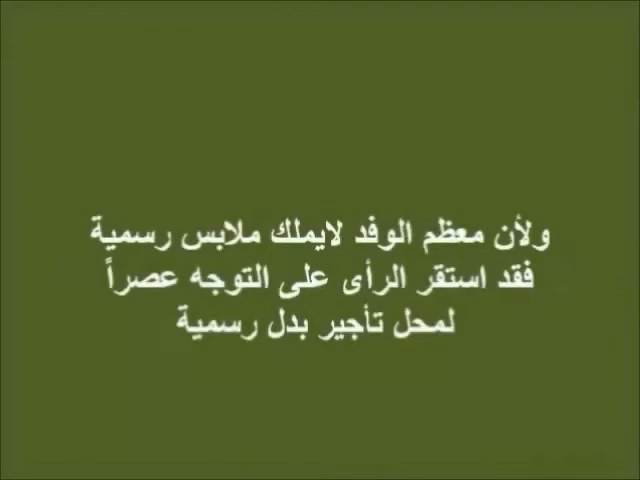 ولأن معظم الوفد لايملك ملابس رسمية
فقد استقر الرأى على التوجه عصراً
لمحل تأجير بدل رسمية